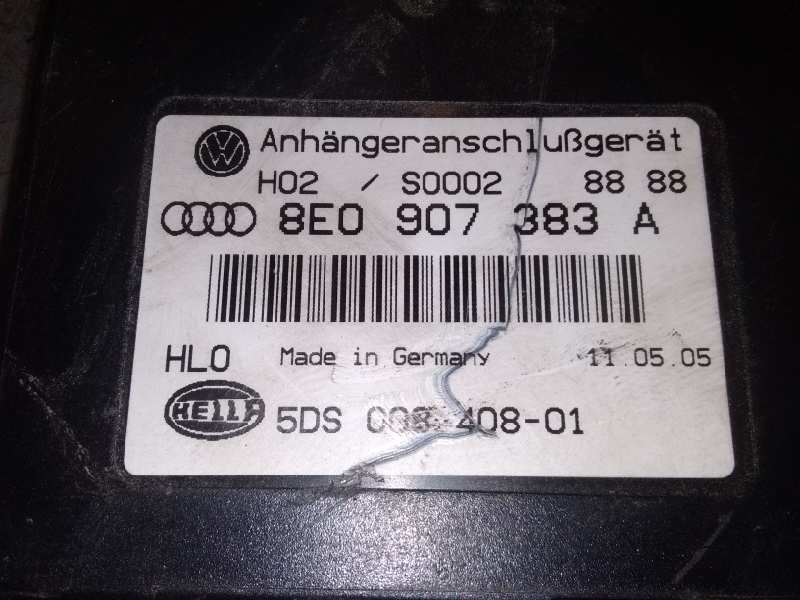 Anhängeranschlußgerät
H02 / S0002 88 88
8E0 907 383 A
HLO Made in Germany 11.05.05
HELLA 5DS 008 408-01